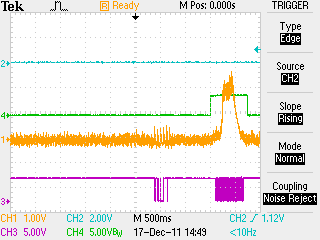 Tek R Ready M Pos: 0.000s TRIGGER
Type
Edge
Source
CH2
Slope
Rising
Mode
Normal
Coupling
Noise Reject
2
4
1
3
CH1 1.00V CH2 2.00V M 500ms CH2 / 1.12V
CH3 5.00V CH4 5.00VBW 17-Dec-11 14:49 <10Hz